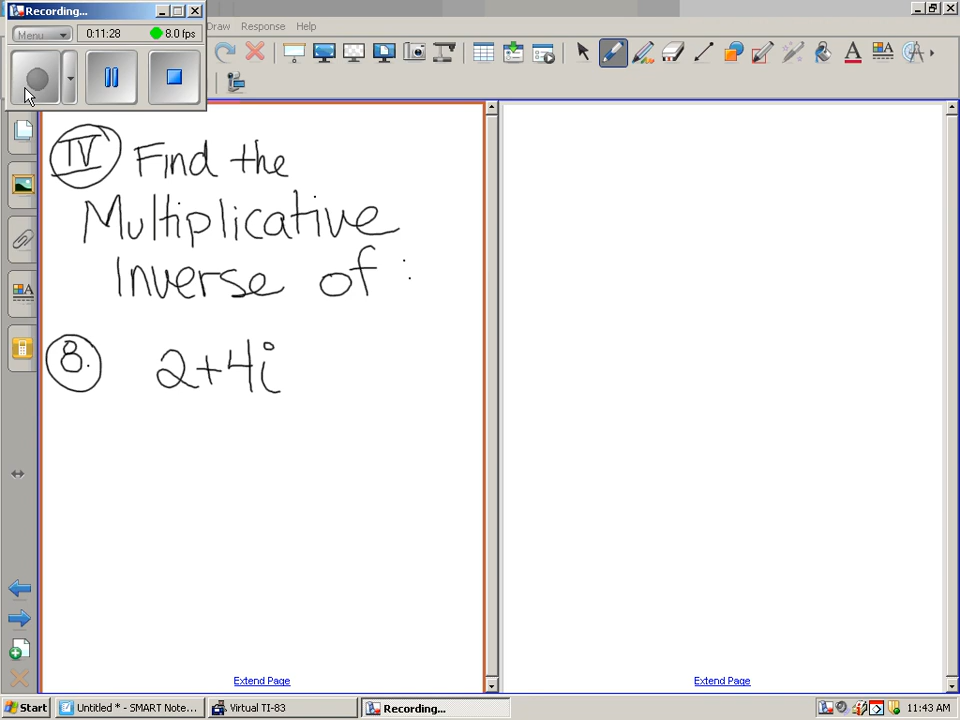 Recording...
Menu
0:11:28
8.0 fps
Draw Response Help
IV Find the
Multiplicative
Inverse of :
8. 2+4i
Extend Page
Extend Page
Start
Untitled * - SMART Note...
Virtual TI-83
Recording...
11:43 AM